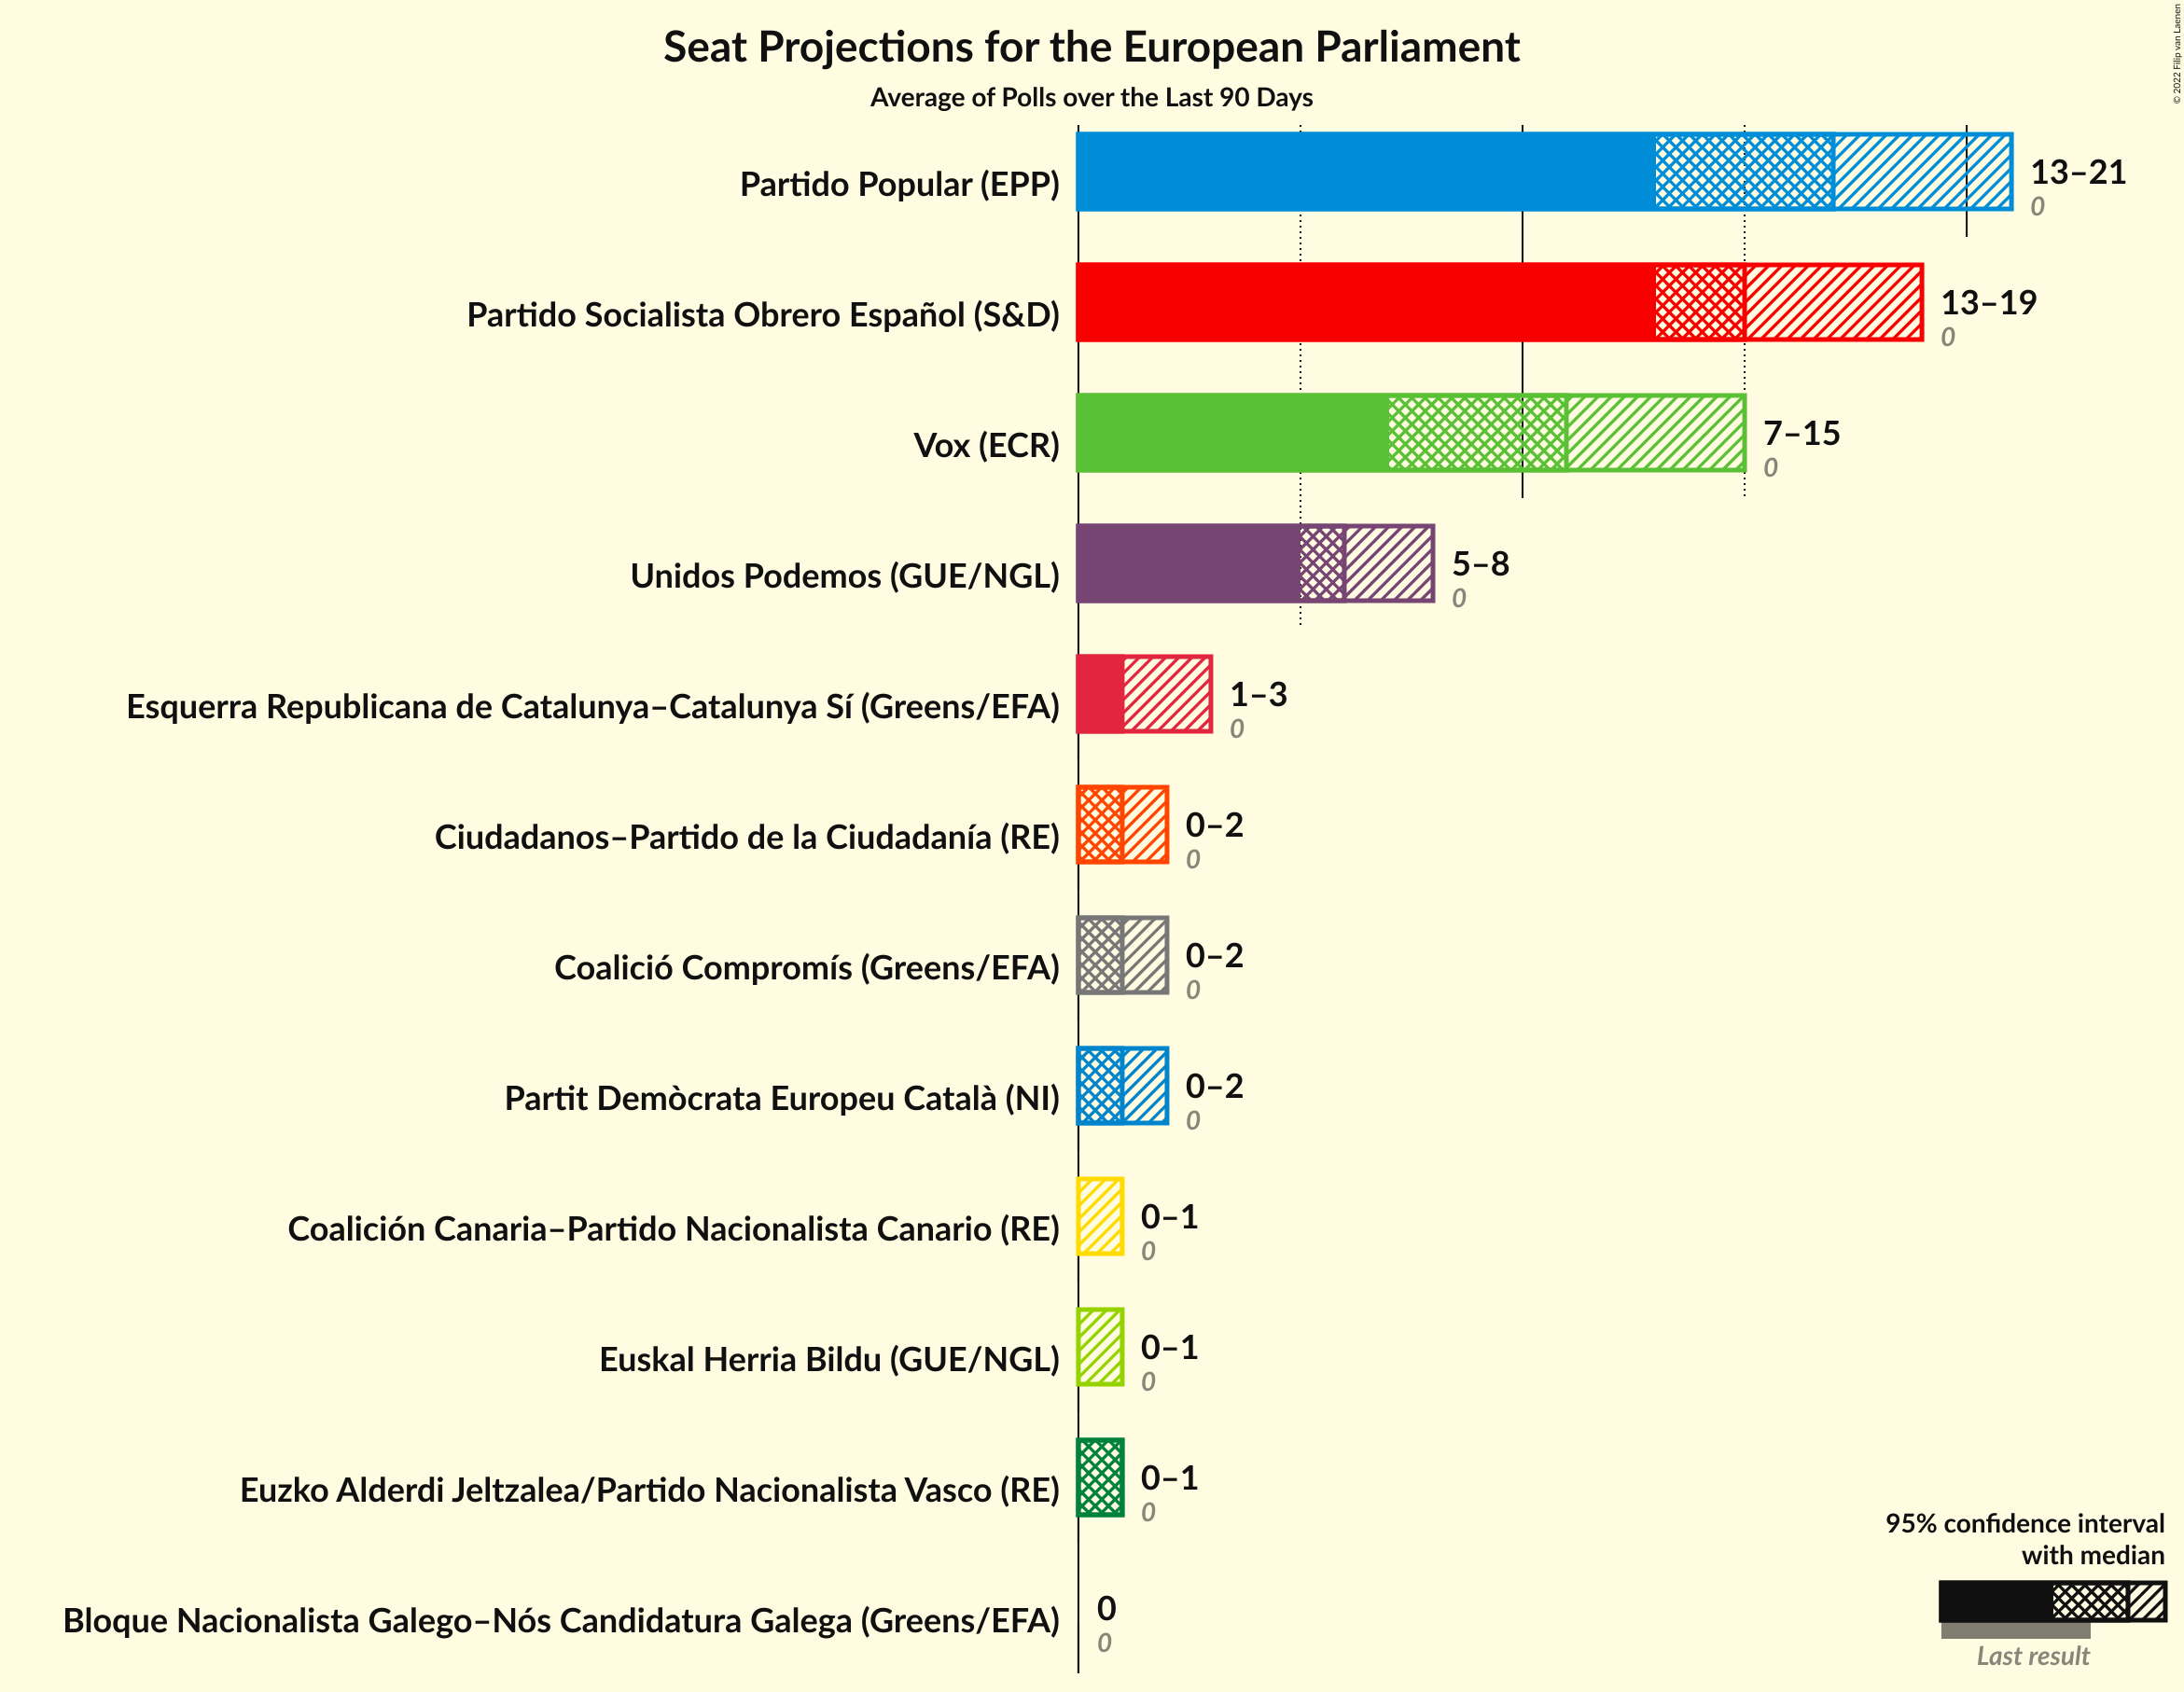 Seat Projections for the European Parliament
Average of Polls over the Last 90 Days
© 2022 Filip van Laenen
Partido Popular (EPP)
13–21
0
Partido Socialista Obrero Español (S&D)
13–19
0
Vox (ECR)
7–15
0
Unidos Podemos (GUE/NGL)
5–8
0
Esquerra Republicana de Catalunya–Catalunya Sí (Greens/EFA)
1–3
0
Ciudadanos–Partido de la Ciudadanía (RE)
0–2
0
Coalició Compromís (Greens/EFA)
0–2
0
Partit Demòcrata Europeu Català (NI)
0–2
0
Coalición Canaria–Partido Nacionalista Canario (RE)
0–1
0
Euskal Herria Bildu (GUE/NGL)
0–1
0
Euzko Alderdi Jeltzalea/Partido Nacionalista Vasco (RE)
0–1
0
Bloque Nacionalista Galego–Nós Candidatura Galega (Greens/EFA)
0
0
95% confidence interval
with median
Last result